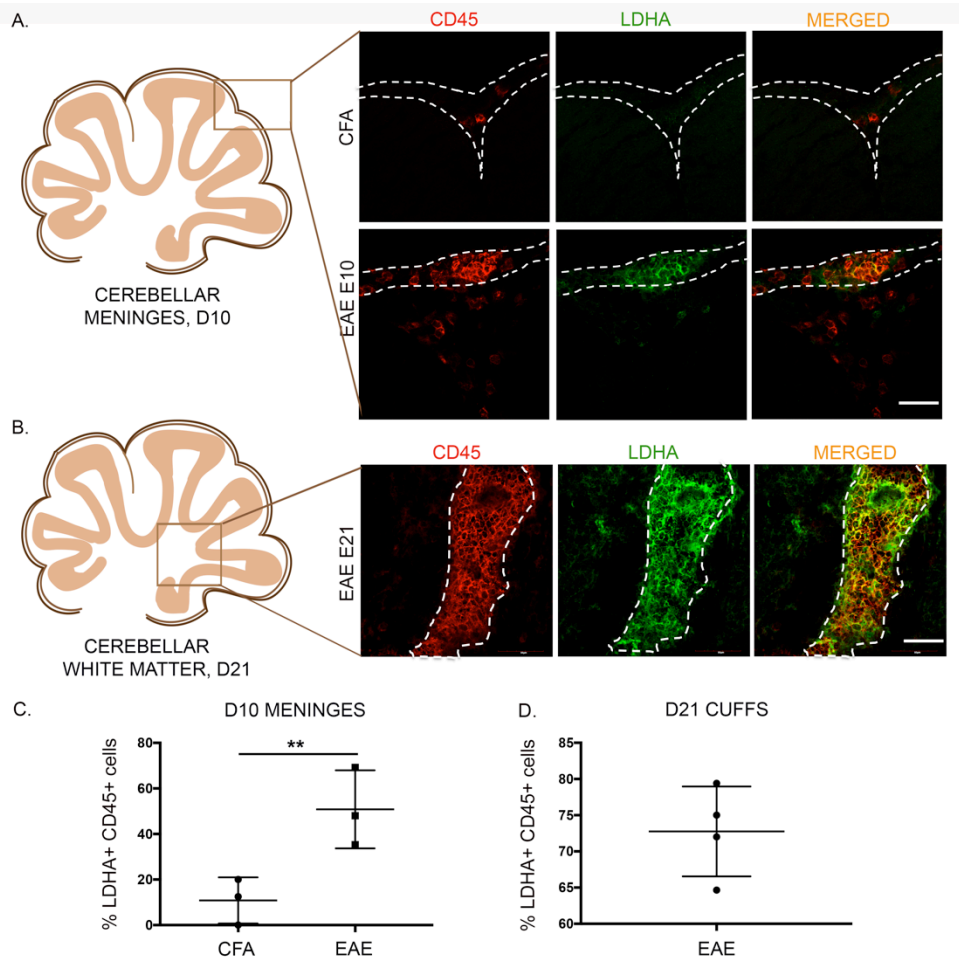 A.
CD45 LDHA MERGED
CFA
EAE E10
CEREBELLAR
MENINGES, D10
B.
CD45 LDHA MERGED
EAE E21
CEREBELLAR
WHITE MATTER, D21
C. D10 MENINGES
% LDHA+ CD45+ cells
80
60
40
20
0
**
CFA EAE
D. D21 CUFFS
% LDHA+ CD45+ cells
85
80
75
70
65
60
EAE